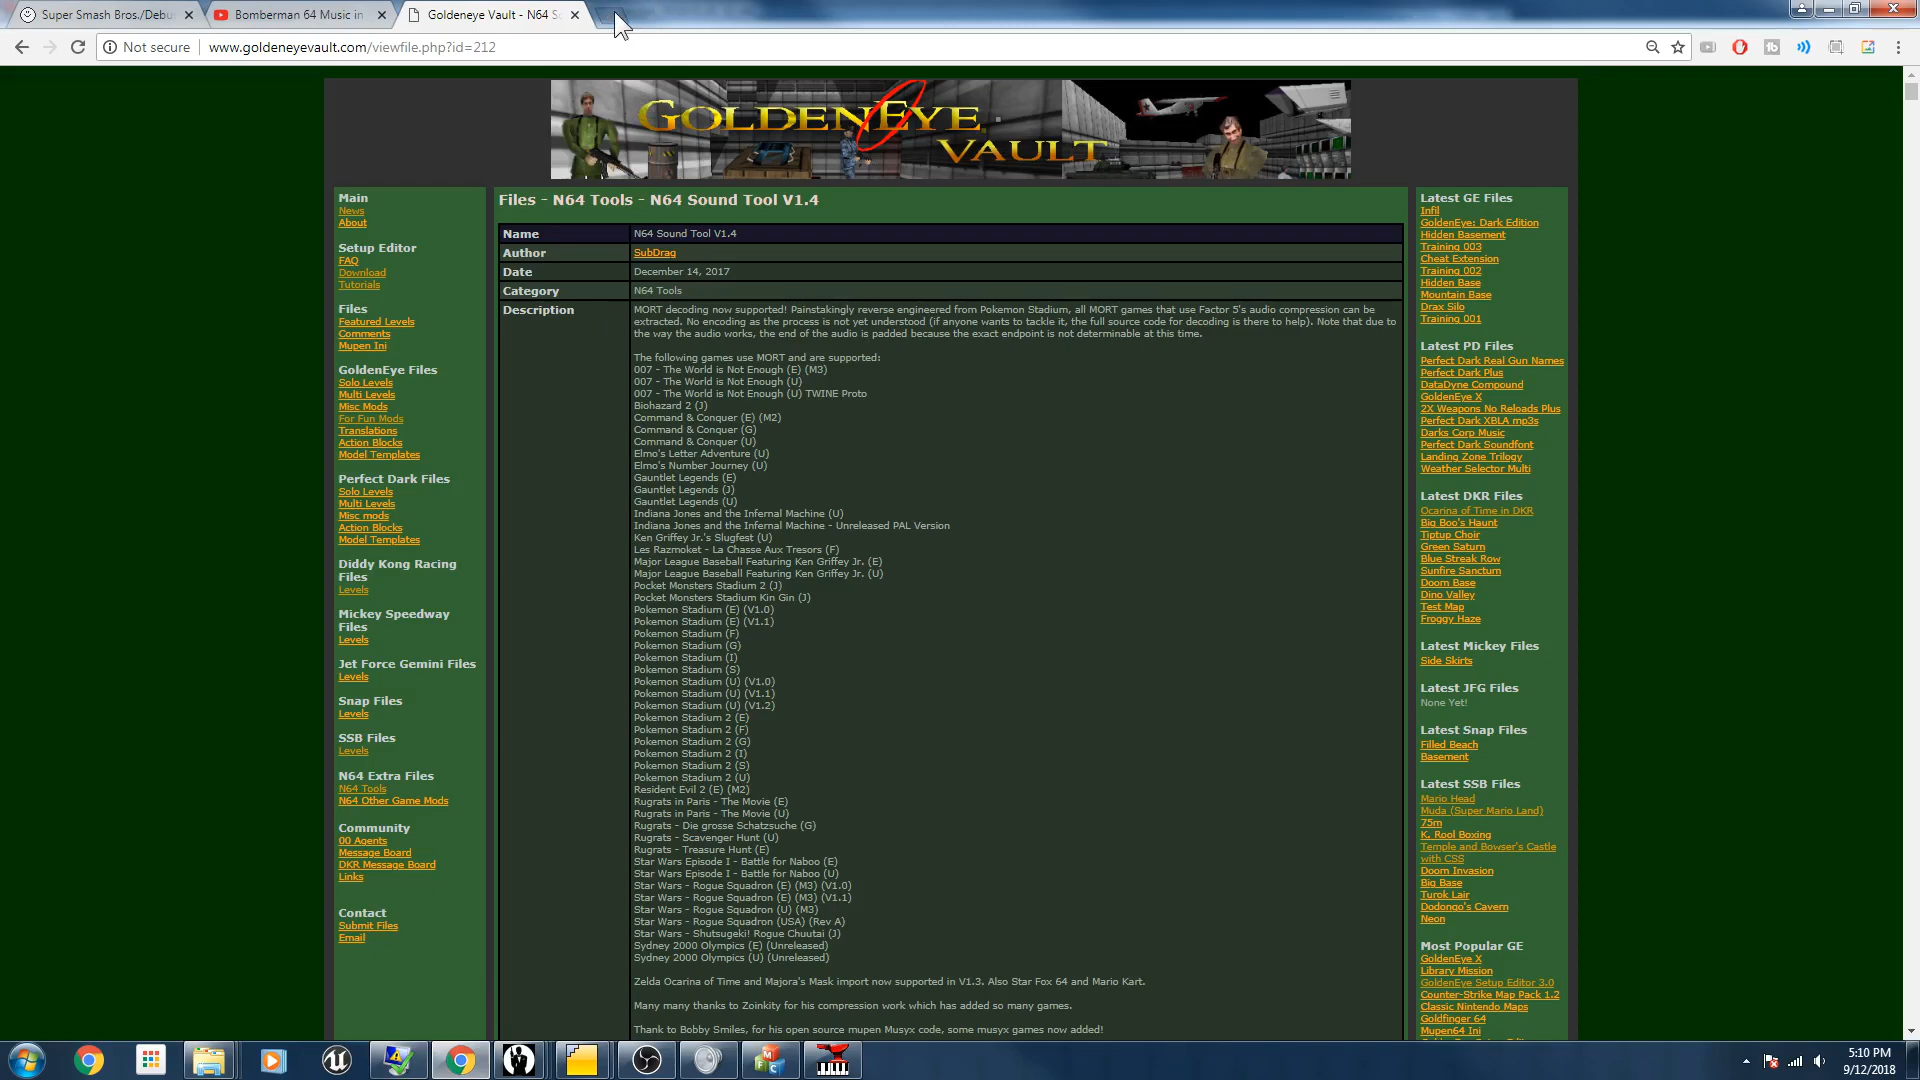 Super Smash Bros./Debu
Bomberman 64 Music in
Goldeneye Vault - N64 S
Not secure
www.goldeneyevault.com/viewfile.php?id=212
GOLDENEYE
VAULT
Main
News
About
Setup Editor
FAQ
Download
Tutorials
Files
Featured Levels
Comments
Mupen Ini
GoldenEye Files
Solo Levels
Multi Levels
Misc Mods
For Fun Mods
Translations
Action Blocks
Model Templates
Perfect Dark Files
Solo Levels
Multi Levels
Misc mods
Action Blocks
Model Templates
Diddy Kong Racing
Files
Levels
Mickey Speedway
Files
Levels
Jet Force Gemini Files
Levels
Snap Files
Levels
SSB Files
Levels
N64 Extra Files
N64 Tools
N64 Other Game Mods
Community
00 Agents
Message Board
DKR Message Board
Links
Contact
Submit Files
Email
Files - N64 Tools - N64 Sound Tool V1.4
Name N64 Sound Tool V1.4
Author SubDrag
Date December 14, 2017
Category N64 Tools
Description MORT decoding now supported! Painstakingly reverse engineered from Pokemon Stadium, all MORT games that use Factor 5's audio compression can be
extracted. No encoding as the process is not yet understood (if anyone wants to tackle it, the full source code for decoding is there to help). Note that due to
the way the audio works, the end of the audio is padded because the exact endpoint is not determinable at this time.
The following games use MORT and are supported:
007 - The World is Not Enough (E) (M3)
007 - The World is Not Enough (U)
007 - The World is Not Enough (U) TWINE Proto
Biohazard 2 (J)
Command & Conquer (E) (M2)
Command & Conquer (G)
Command & Conquer (U)
Elmo's Letter Adventure (U)
Elmo's Number Journey (U)
Gauntlet Legends (E)
Gauntlet Legends (J)
Gauntlet Legends (U)
Indiana Jones and the Infernal Machine (U)
Indiana Jones and the Infernal Machine - Unreleased PAL Version
Ken Griffey Jr.'s Slugfest (U)
Les Razmoket - La Chasse Aux Tresors (F)
Major League Baseball Featuring Ken Griffey Jr. (E)
Major League Baseball Featuring Ken Griffey Jr. (U)
Pocket Monsters Stadium 2 (J)
Pocket Monsters Stadium Kin Gin (J)
Pokemon Stadium (E) (V1.0)
Pokemon Stadium (E) (V1.1)
Pokemon Stadium (F)
Pokemon Stadium (G)
Pokemon Stadium (I)
Pokemon Stadium (S)
Pokemon Stadium (U) (V1.0)
Pokemon Stadium (U) (V1.1)
Pokemon Stadium (U) (V1.2)
Pokemon Stadium 2 (E)
Pokemon Stadium 2 (F)
Pokemon Stadium 2 (G)
Pokemon Stadium 2 (I)
Pokemon Stadium 2 (S)
Pokemon Stadium 2 (U)
Resident Evil 2 (E) (M2)
Rugrats in Paris - The Movie (E)
Rugrats in Paris - The Movie (U)
Rugrats - Die grosse Schatzsuche (G)
Rugrats - Scavenger Hunt (U)
Rugrats - Treasure Hunt (E)
Star Wars Episode I - Battle for Naboo (E)
Star Wars Episode I - Battle for Naboo (U)
Star Wars - Rogue Squadron (E) (M3) (V1.0)
Star Wars - Rogue Squadron (E) (M3) (V1.1)
Star Wars - Rogue Squadron (U) (M3)
Star Wars - Rogue Squadron (USA) (Rev A)
Star Wars - Shutsugeki! Rogue Chuutai (J)
Sydney 2000 Olympics (E) (Unreleased)
Sydney 2000 Olympics (U) (Unreleased)
Zelda Ocarina of Time and Majora's Mask import now supported in V1.3. Also Star Fox 64 and Mario Kart.
Many many thanks to Zoinkity for his compression work which has added so many games.
Thank to Bobby Smiles, for his open source mupen Musyx code, some musyx games now added!
Latest GE Files
Infil
GoldenEye: Dark Edition
Hidden Basement
Training 003
Cheat Extension
Training 002
Hidden Base
Mountain Base
Drax Silo
Training 001
Latest PD Files
Perfect Dark Real Gun Names
Perfect Dark Plus
DataDyne Compound
GoldenEye X
2X Weapons No Reloads Plus
Perfect Dark XBLA mp3s
Darks Corp Music
Perfect Dark Soundfont
Landing Zone Trilogy
Weather Selector Multi
Latest DKR Files
Ocarina of Time in DKR
Big Boo's Haunt
Tiptup Choir
Green Saturn
Blue Streak Row
Sunfire Sanctum
Doom Base
Dino Valley
Test Map
Froggy Haze
Latest Mickey Files
Side Skirts
Latest JFG Files
None Yet!
Latest Snap Files
Filled Beach
Basement
Latest SSB Files
Mario Head
Muda (Super Mario Land)
75m
K. Rool Boxing
Temple and Bowser's Castle
with CSS
Doom Invasion
Big Base
Turok Lair
Dodongo's Cavern
Neon
Most Popular GE
GoldenEye X
Library Mission
GoldenEye Setup Editor 3.0
Counter-Strike Map Pack 1.2
Classic Nintendo Maps
Goldfinger 64
Mupen64 Ini
5:10 PM
9/12/2018